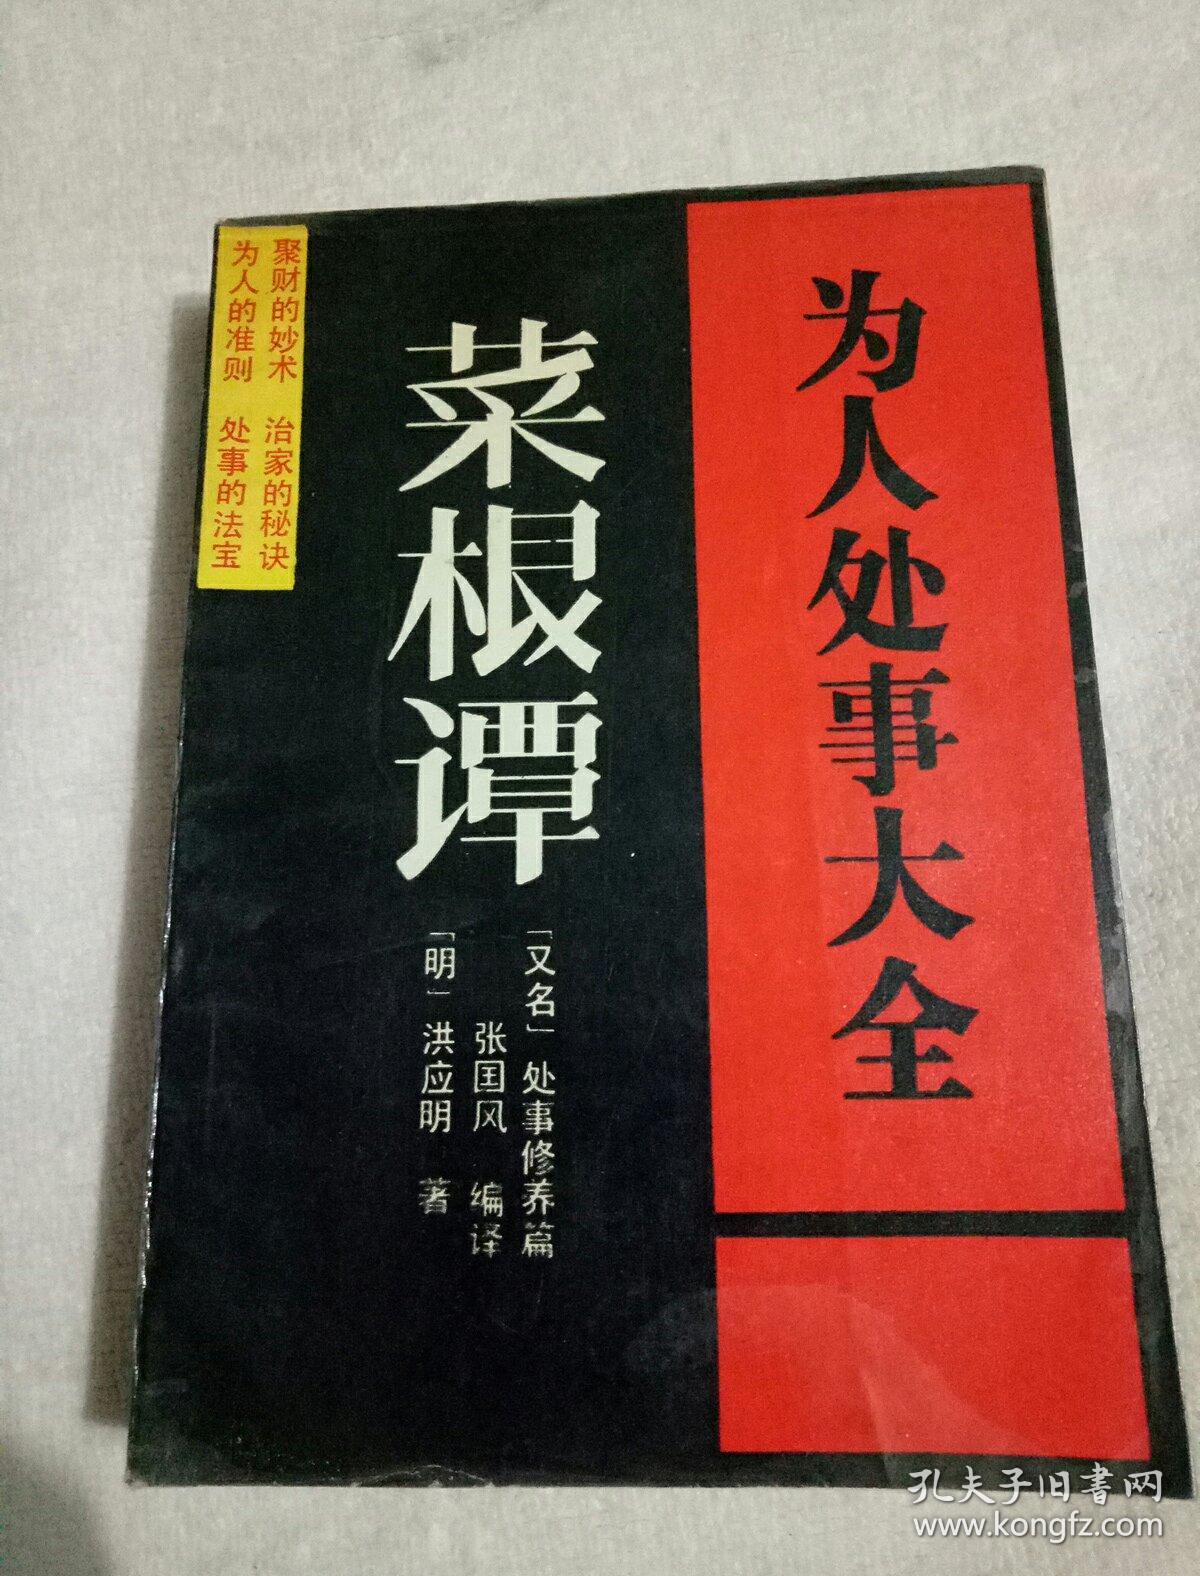 为人处事大全
菜根谭
「又名」处事修养篇
张国风 编译
「明」洪应明 著
聚财的妙术 治家的秘诀
为人的准则 处事的法宝
孔夫子旧書网
www.kongfz.com